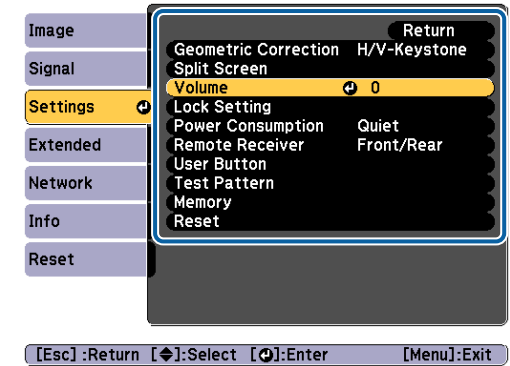 Image
Signal
Settings
Extended
Network
Info
Reset
Return
Geometric Correction H/V-Keystone
Split Screen
Volume 0
Lock Setting
Power Consumption Quiet
Remote Receiver Front/Rear
User Button
Test Pattern
Memory
Reset
[Esc] :Return [◆]:Select [⏎]:Enter [Menu]:Exit